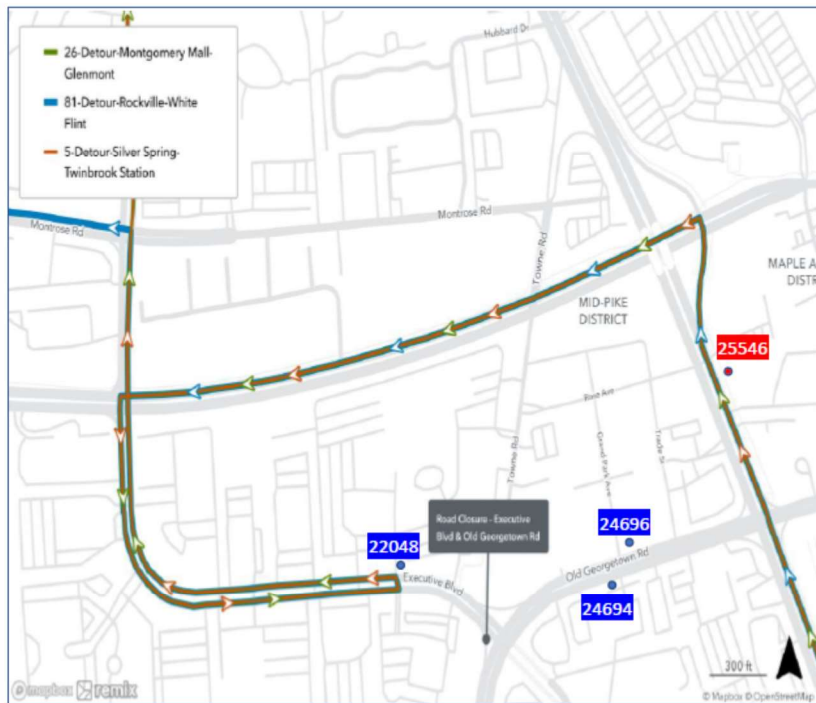 26-Detour-Montgomery Mall-
Glenmont
81-Detour-Rockville-White
Flint
5-Detour-Silver Spring-
Twinbrook Station
Hubbard Dr
Montrose Rd
Montrose Rd
Towne Rd
MID-PIKE
DISTRICT
MAPLE A
DISTR
25546
Rose Ave
Grand Park Ave
Trade St
Towne Rd
Road Closure - Executive
Blvd & Old Georgetown Rd
24696
22048
Old Georgetown Rd
Executive Blvd
24694
300 ft
mapbox remix
© Mapbox © OpenStreetMap